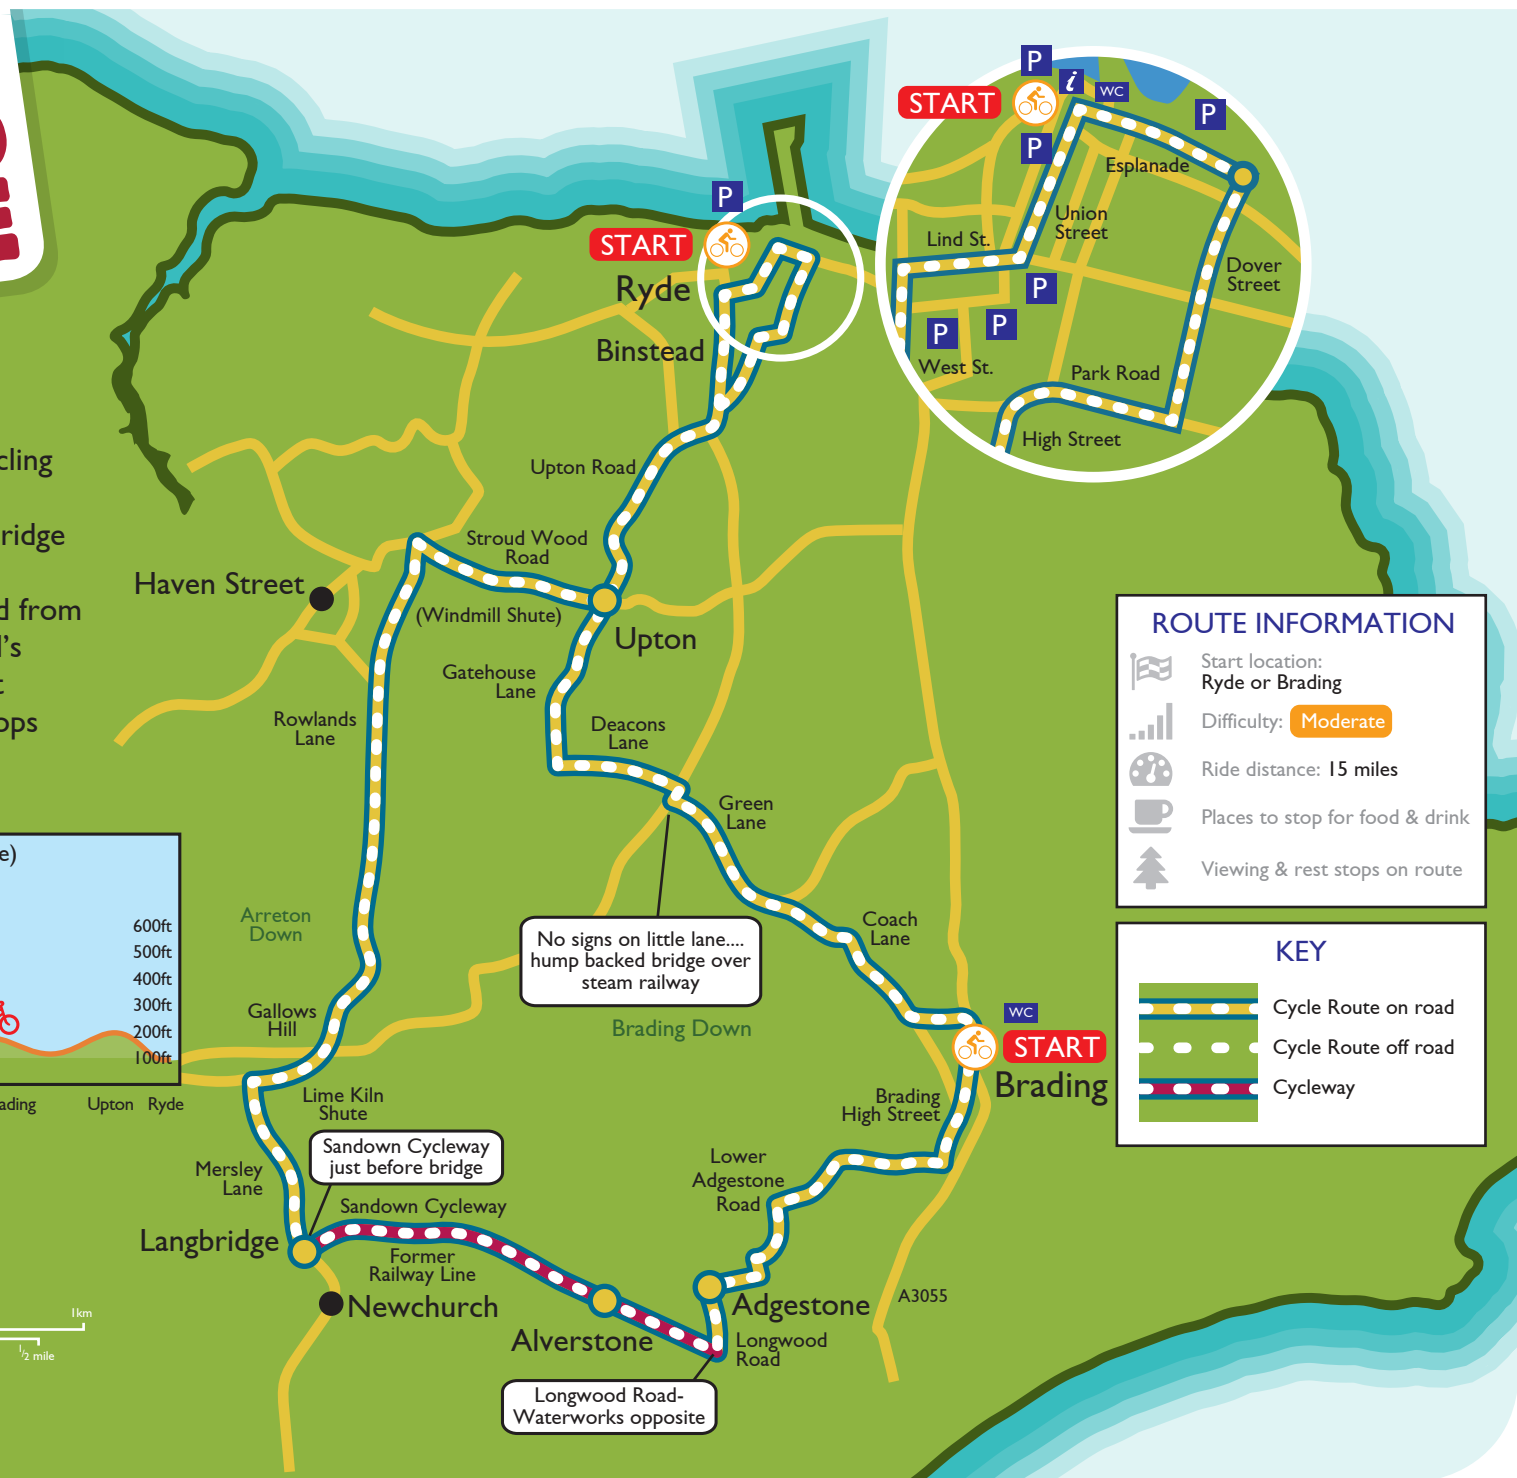 P
START
Ryde
Binstead
P
START
i
WC
P
P
Esplanade
Union
Street
Lind St.
Dover
Street
P
P
P
West St.
Park Road
High Street
cling
ridge
d from
l's
t
ops
Upton Road
Stroud Wood
Road
(Windmill Shute)
Haven Street
Upton
Gatehouse
Lane
Deacons
Lane
Rowlands
Lane
Green
Lane
Coach
Lane
Arreton
Down
No signs on little lane....
hump backed bridge over
steam railway
Brading Down
Gallows
Hill
WC
START
Brading
Brading
High Street
Lime Kiln
Shute
Sandown Cycleway
just before bridge
Mersley
Lane
Sandown Cycleway
Langbridge
Former
Railway Line
Newchurch
Lower
Adgestone
Road
Adgestone
Alverstone
Longwood
Road
A3055
Longwood Road-
Waterworks opposite
e)
600ft
500ft
400ft
300ft
200ft
100ft
ading
Upton
Ryde
1km
1/2 mile
ROUTE INFORMATION
Start location:
Ryde or Brading
Difficulty: Moderate
Ride distance: 15 miles
Places to stop for food & drink
Viewing & rest stops on route
KEY
Cycle Route on road
Cycle Route off road
Cycleway